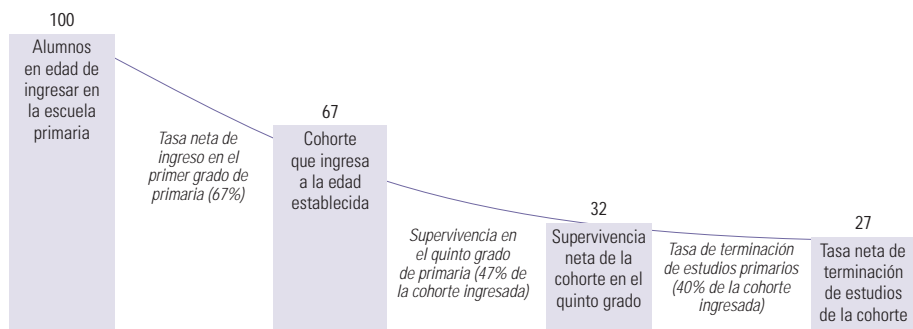 100
Alumnos
en edad de
ingresar en
la escuela
primaria
Tasa neta de
ingreso en el
primer grado de
primaria (67%)
67
Cohorte
que ingresa
a la edad
establecida
Supervivencia en
el quinto grado
de primaria (47% de
la cohorte ingresada)
32
Supervivencia
neta de la
cohorte en el
quinto grado
Tasa de terminación
de estudios primarios
(40% de la cohorte
ingresada)
27
Tasa neta de
terminación
de estudios
de la cohorte